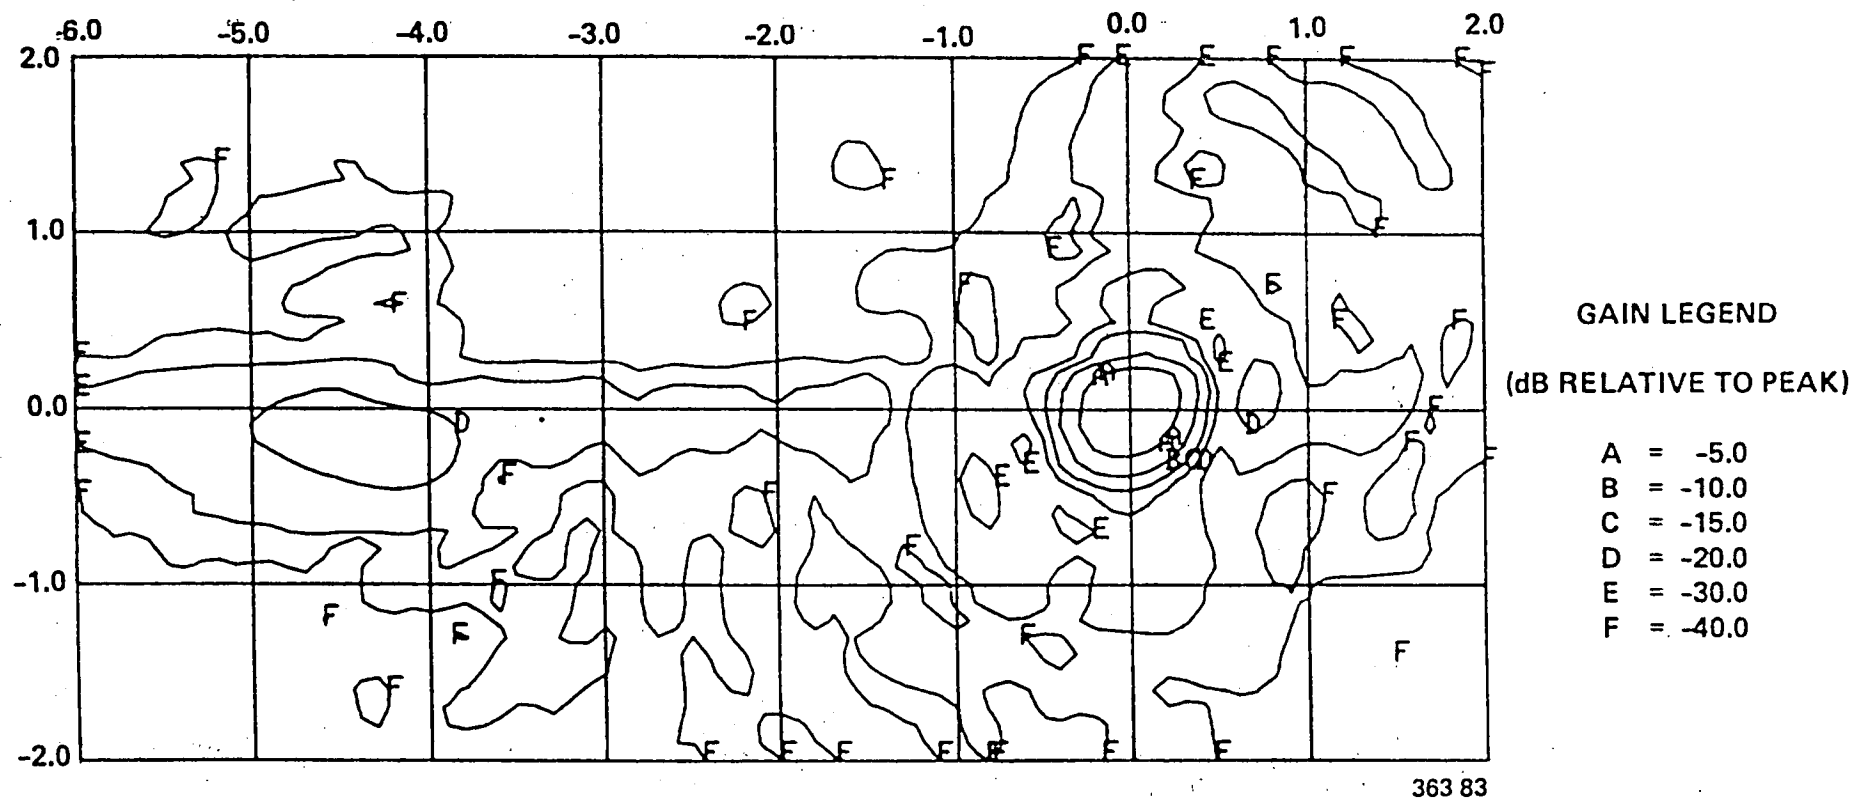 -6.0 -5.0 -4.0 -3.0 -2.0 -1.0 0.0 1.0 2.0
2.0
1.0
0.0
-1.0
-2.0
F F E F F F F
F F E
F E F
F F F E E F F
F E
E A A E
D D F
E A A F
B C D F
F E E
F F F E
F F
F F F F
F F
F F F F F F F
GAIN LEGEND
(dB RELATIVE TO PEAK)
A = -5.0
B = -10.0
C = -15.0
D = -20.0
E = -30.0
F = -40.0
363 83